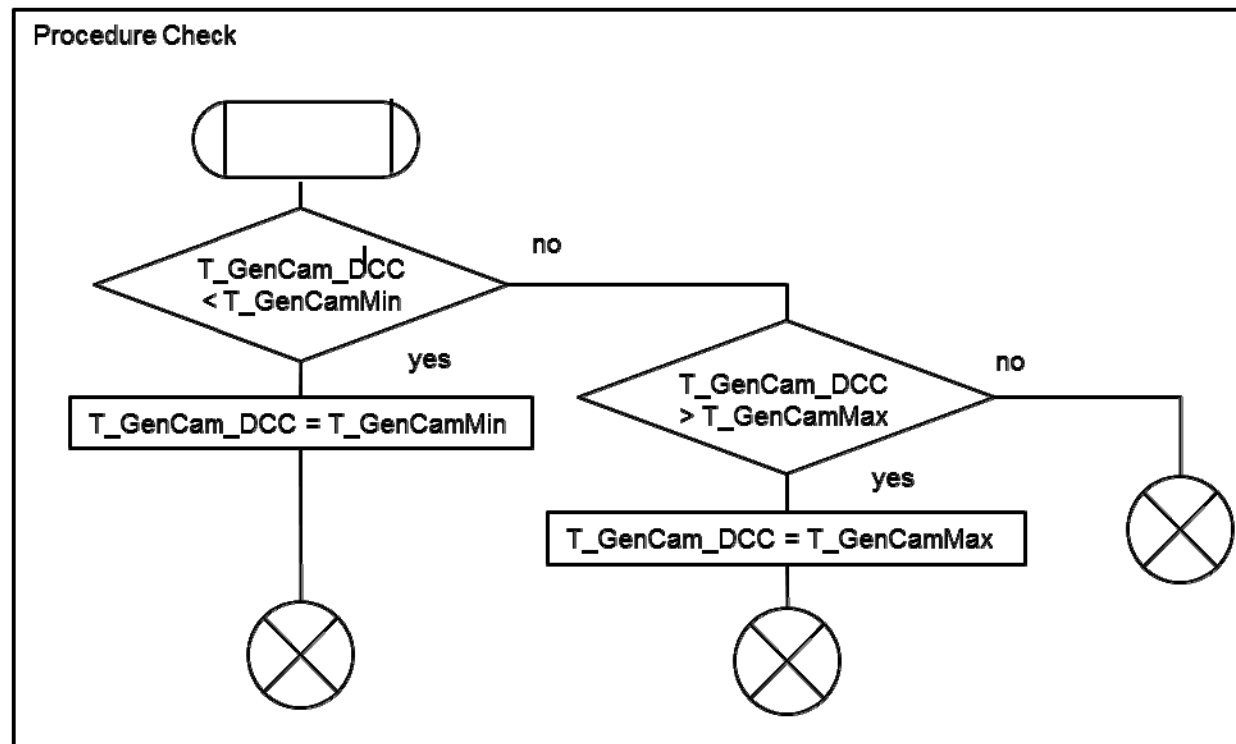 Procedure Check
no
T_GenCam_DCC
< T_GenCamMin
yes
T_GenCam_DCC = T_GenCamMin
no
T_GenCam_DCC
> T_GenCamMax
yes
T_GenCam_DCC = T_GenCamMax